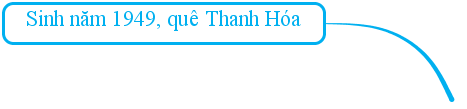 Sinh năm 1949, quê Thanh Hóa